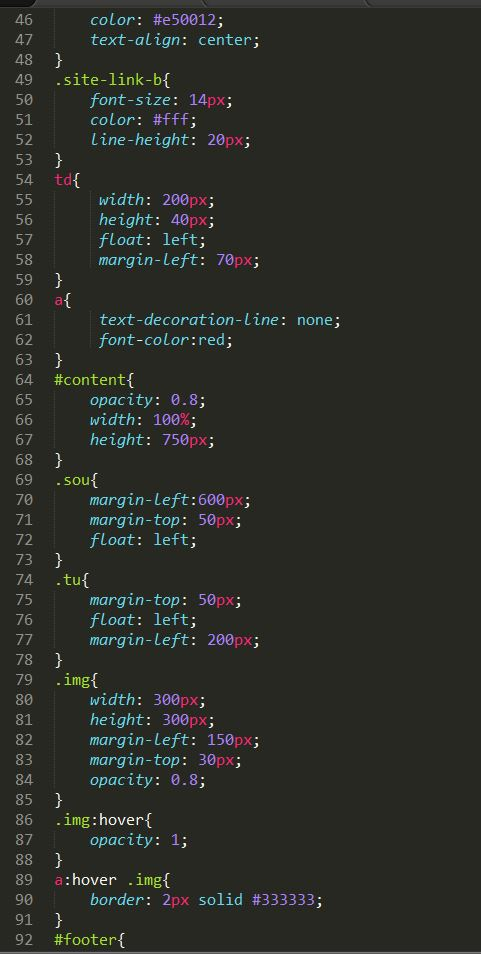 46 color: #e50012;
47 text-align: center;
48 }
49 .site-link-b{
50 font-size: 14px;
51 color: #fff;
52 line-height: 20px;
53 }
54 td{
55 width: 200px;
56 height: 40px;
57 float: left;
58 margin-left: 70px;
59 }
60 a{
61 text-decoration-line: none;
62 font-color:red;
63 }
64 #content{
65 opacity: 0.8;
66 width: 100%;
67 height: 750px;
68 }
69 .sou{
70 margin-left:600px;
71 margin-top: 50px;
72 float: left;
73 }
74 .tu{
75 margin-top: 50px;
76 float: left;
77 margin-left: 200px;
78 }
79 .img{
80 width: 300px;
81 height: 300px;
82 margin-left: 150px;
83 margin-top: 30px;
84 opacity: 0.8;
85 }
86 .img:hover{
87 opacity: 1;
88 }
89 a:hover .img{
90 border: 2px solid #333333;
91 }
92 #footer{